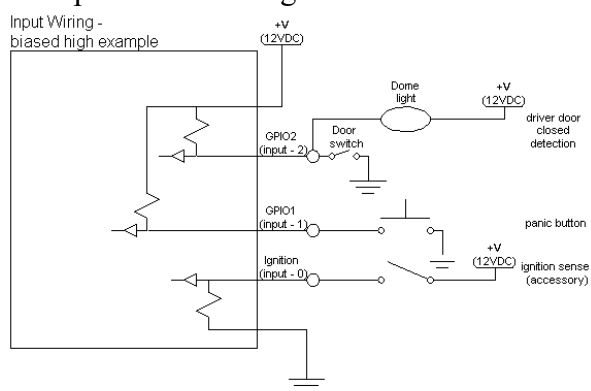 Input Wiring -
biased high example
+V
(12VDC)
Dome
light
+V
(12VDC)
driver door
closed
detection
GPIO2
(input - 2)
Door
switch
GPIO1
(input - 1)
panic button
+V
(12VDC)
Ignition
(input - 0)
ignition sense
(accessory)